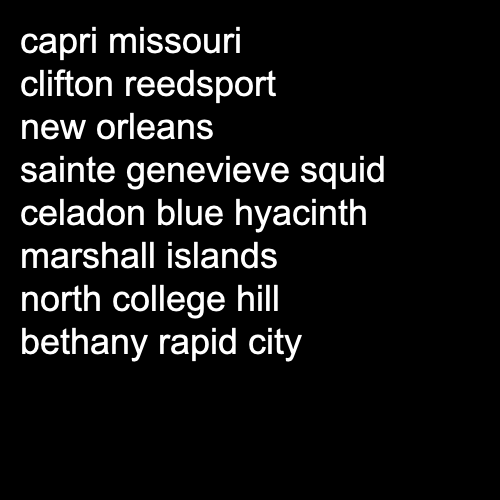 capri missouri
clifton reedsport
new orleans
sainte genevieve squid
celadon blue hyacinth
marshall islands
north college hill
bethany rapid city